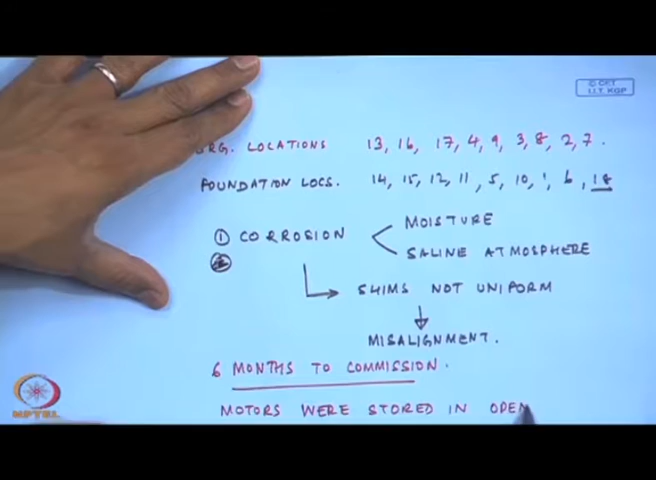 © CET
I.I.T. KGP
BRG. LOCATIONS 13, 16, 17, 4, 9, 3, 8, 2, 7.
FOUNDATION LOCS. 14, 15, 12, 11, 5, 10, 1, 6, 18
① CORROSION MOISTURE
SALINE ATMOSPHERE
SHIMS NOT UNIFORM
MISALIGNMENT.
6 MONTHS TO COMMISSION.
MOTORS WERE STORED IN OPEN
NPTEL